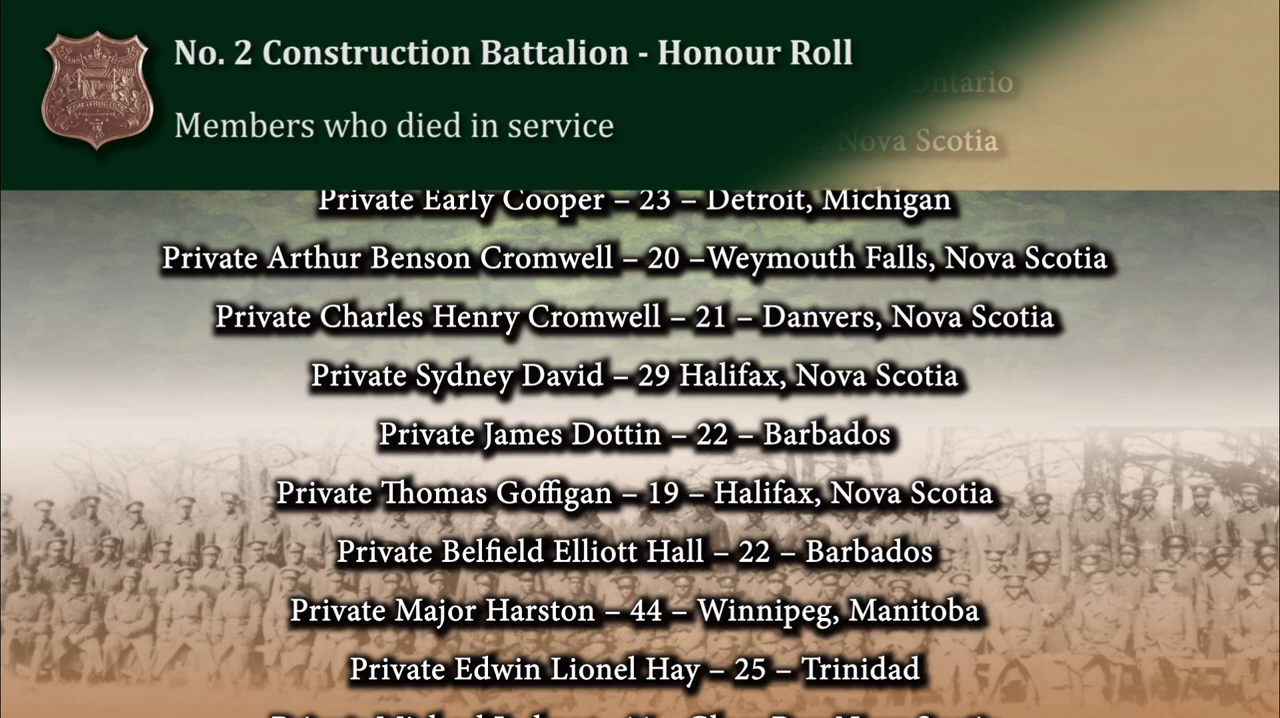 No. 2 Construction Battalion - Honour Roll
Members who died in service
Ontario
Nova Scotia
Private Early Cooper – 23 – Detroit, Michigan
Private Arthur Benson Cromwell – 20 –Weymouth Falls, Nova Scotia
Private Charles Henry Cromwell – 21 – Danvers, Nova Scotia
Private Sydney David – 29 Halifax, Nova Scotia
Private James Dottin – 22 – Barbados
Private Thomas Goffigan – 19 – Halifax, Nova Scotia
Private Belfield Elliott Hall – 22 – Barbados
Private Major Harston – 44 – Winnipeg, Manitoba
Private Edwin Lionel Hay – 25 – Trinidad